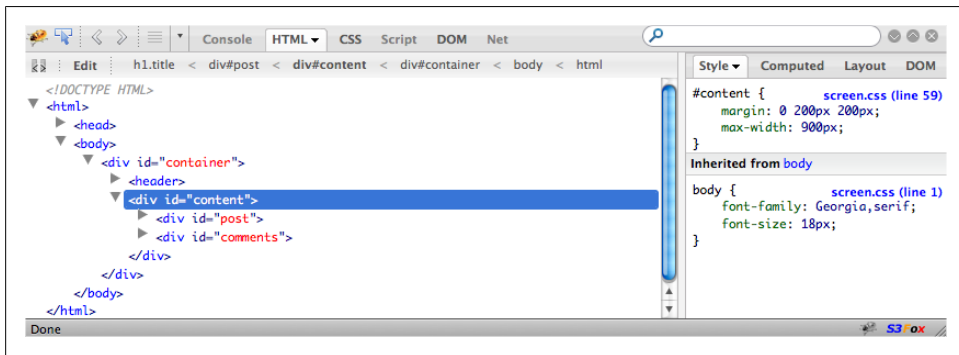 Console HTML CSS Script DOM Net
Edit h1.title < div#post < div#content < div#container < body < html
<!DOCTYPE HTML>
<html>
<head>
<body>
<div id="container">
<header>
<div id="content">
<div id="post">
<div id="comments">
</div>
</div>
</body>
</html>
Style Computed Layout DOM
#content { screen.css (line 59)
margin: 0 200px 200px;
max-width: 900px;
}
Inherited from body
body { screen.css (line 1)
font-family: Georgia,serif;
font-size: 18px;
}
Done S3Fox